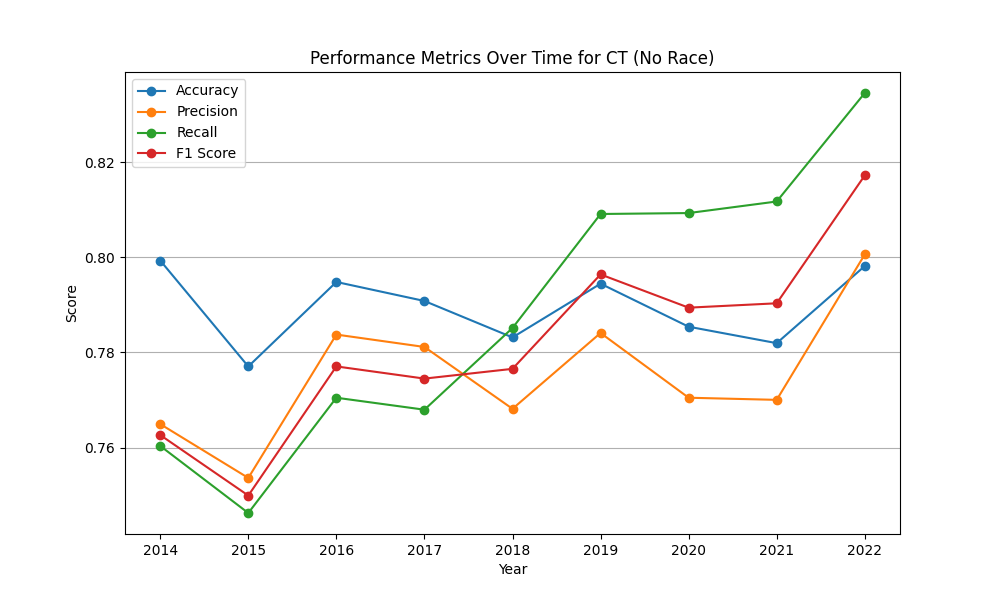 Performance Metrics Over Time for CT (No Race)
Accuracy
Precision
Recall
F1 Score
0.82
0.80
0.78
0.76
Score
2014 2015 2016 2017 2018 2019 2020 2021 2022
Year